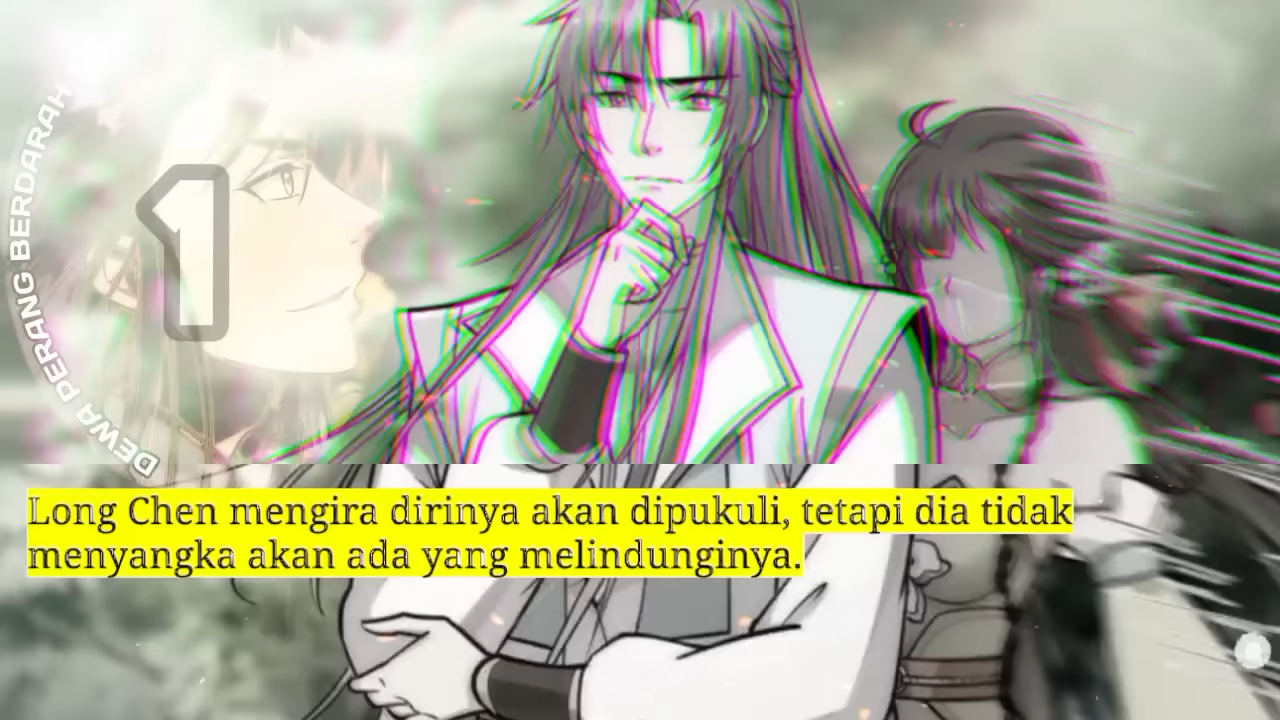 DEWA PERANG BERDARAH
1
Long Chen mengira dirinya akan dipukuli, tetapi dia tidak
menyangka akan ada yang melindunginya.